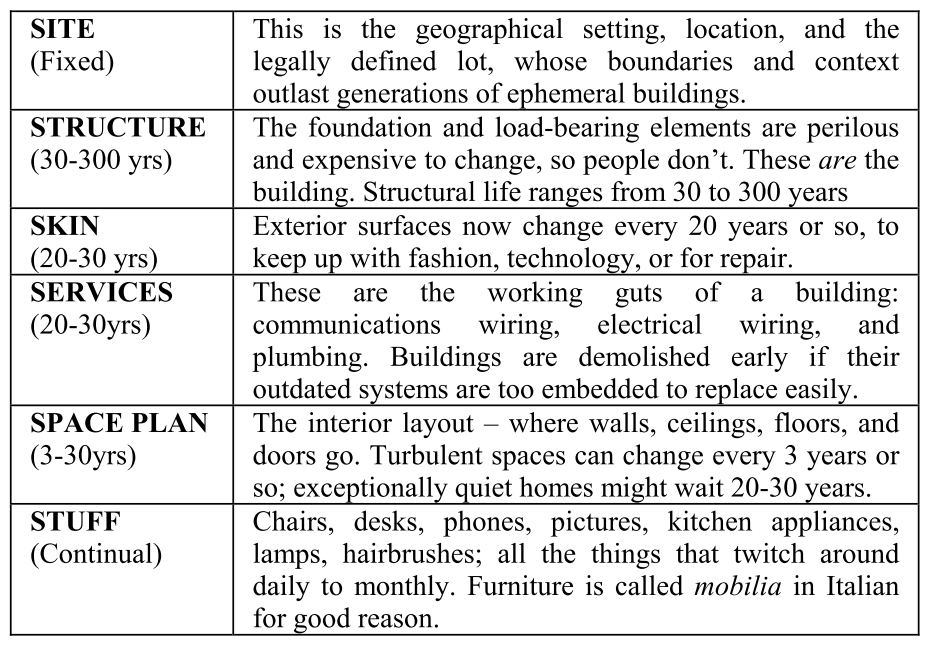 SITE
(Fixed)
This is the geographical setting, location, and the
legally defined lot, whose boundaries and context
outlast generations of ephemeral buildings.
STRUCTURE
(30-300 yrs)
The foundation and load-bearing elements are perilous
and expensive to change, so people don’t. These are the
building. Structural life ranges from 30 to 300 years
SKIN
(20-30 yrs)
Exterior surfaces now change every 20 years or so, to
keep up with fashion, technology, or for repair.
SERVICES
(20-30yrs)
These are the working guts of a building:
communications wiring, electrical wiring, and
plumbing. Buildings are demolished early if their
outdated systems are too embedded to replace easily.
SPACE PLAN
(3-30yrs)
The interior layout – where walls, ceilings, floors, and
doors go. Turbulent spaces can change every 3 years or
so; exceptionally quiet homes might wait 20-30 years.
STUFF
(Continual)
Chairs, desks, phones, pictures, kitchen appliances,
lamps, hairbrushes; all the things that twitch around
daily to monthly. Furniture is called mobilia in Italian
for good reason.